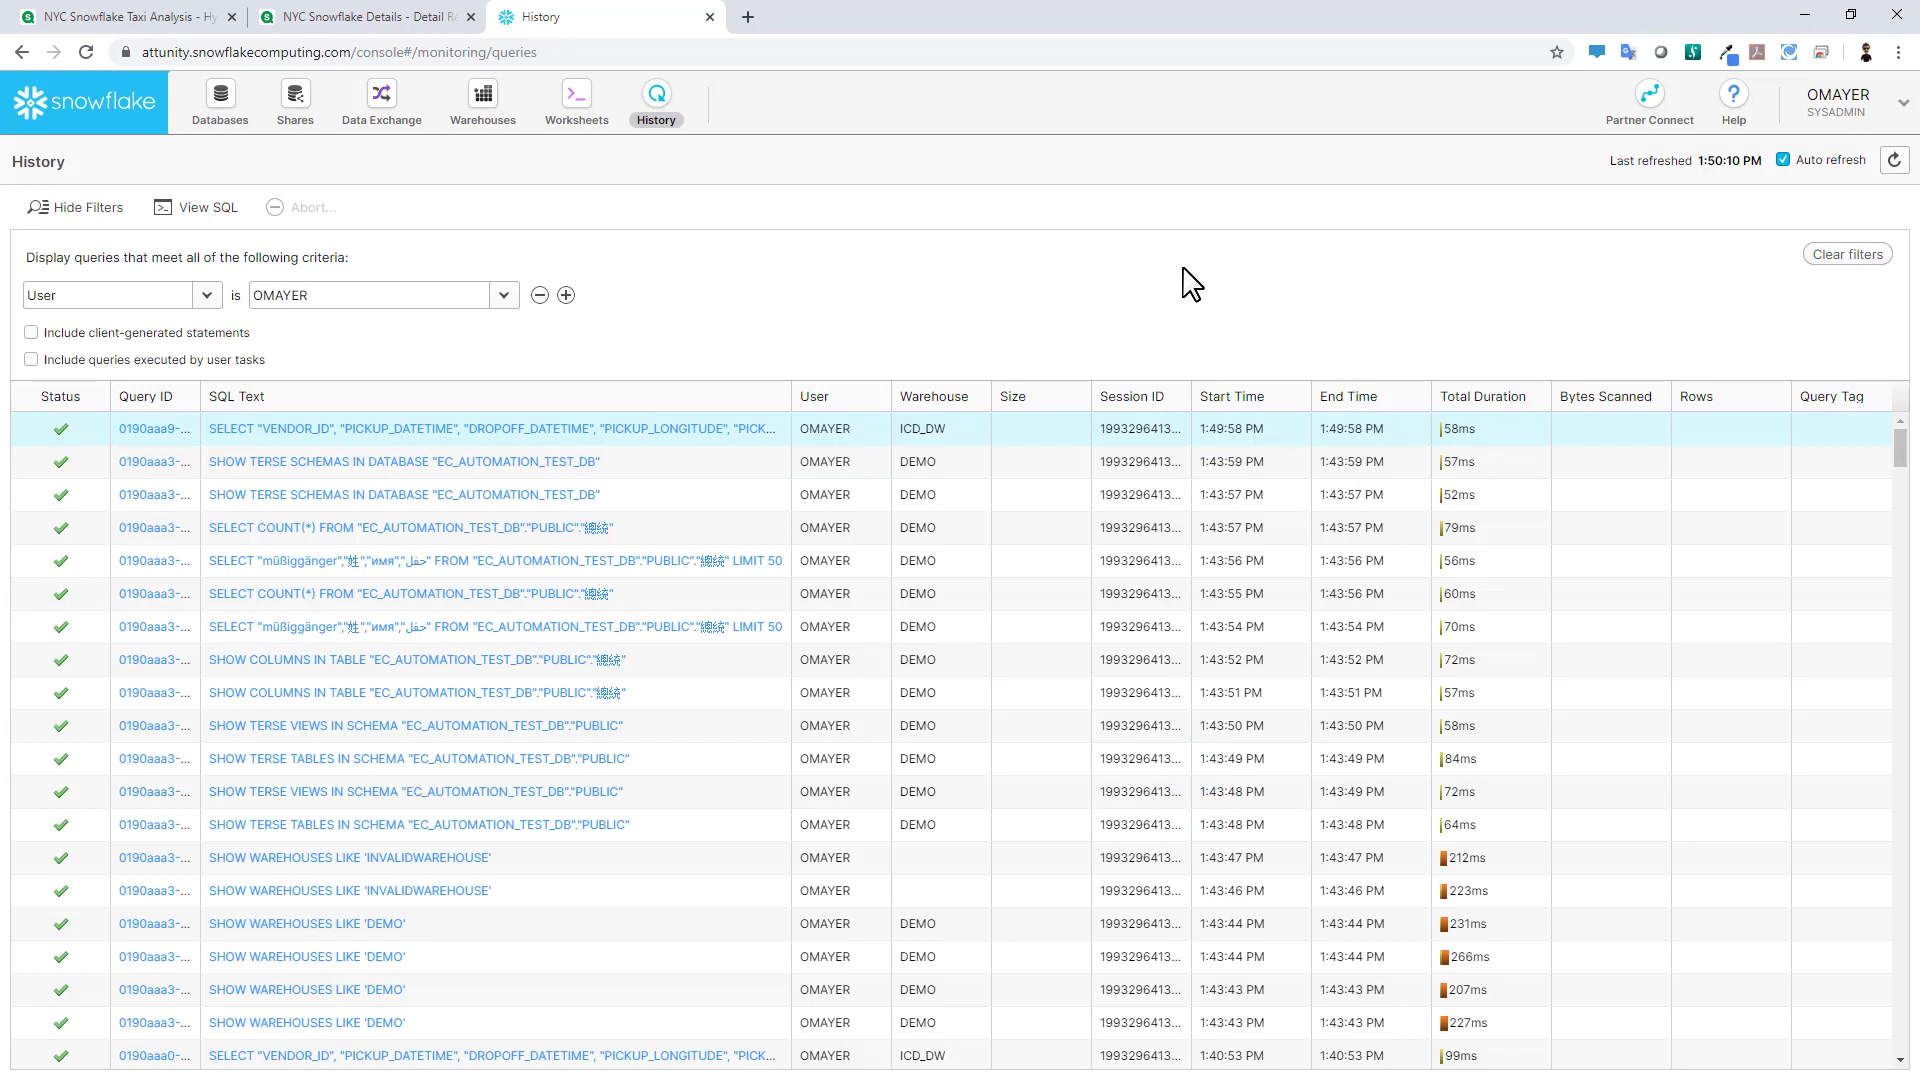 NYC Snowflake Taxi Analysis - Hy
NYC Snowflake Details - Detail Re
History
attunity.snowflakecomputing.com/console#/monitoring/queries
snowflake
Databases
Shares
Data Exchange
Warehouses
Worksheets
History
Partner Connect
Help
OMAYER
SYSADMIN
History
Last refreshed 1:50:10 PM Auto refresh
Hide Filters View SQL Abort...
Display queries that meet all of the following criteria:
Clear filters
User is OMAYER
Include client-generated statements
Include queries executed by user tasks
Status Query ID SQL Text User Warehouse Size Session ID Start Time End Time Total Duration Bytes Scanned Rows Query Tag
0190aaa9-... SELECT "VENDOR_ID", "PICKUP_DATETIME", "DROPOFF_DATETIME", "PICKUP_LONGITUDE", "PICK... OMAYER ICD_DW 1993296413... 1:49:58 PM 1:49:58 PM 58ms
0190aaa3-... SHOW TERSE SCHEMAS IN DATABASE "EC_AUTOMATION_TEST_DB" OMAYER DEMO 1993296413... 1:43:59 PM 1:43:59 PM 57ms
0190aaa3-... SHOW TERSE SCHEMAS IN DATABASE "EC_AUTOMATION_TEST_DB" OMAYER DEMO 1993296413... 1:43:57 PM 1:43:57 PM 52ms
0190aaa3-... SELECT COUNT(*) FROM "EC_AUTOMATION_TEST_DB"."PUBLIC"."總統" OMAYER DEMO 1993296413... 1:43:57 PM 1:43:57 PM 79ms
0190aaa3-... SELECT "müßiggänger","姓","имя","حفل" FROM "EC_AUTOMATION_TEST_DB"."PUBLIC"."總統" LIMIT 50 OMAYER DEMO 1993296413... 1:43:56 PM 1:43:56 PM 56ms
0190aaa3-... SELECT COUNT(*) FROM "EC_AUTOMATION_TEST_DB"."PUBLIC"."總統" OMAYER DEMO 1993296413... 1:43:55 PM 1:43:56 PM 60ms
0190aaa3-... SELECT "müßiggänger","姓","имя","حفل" FROM "EC_AUTOMATION_TEST_DB"."PUBLIC"."總統" LIMIT 50 OMAYER DEMO 1993296413... 1:43:54 PM 1:43:54 PM 70ms
0190aaa3-... SHOW COLUMNS IN TABLE "EC_AUTOMATION_TEST_DB"."PUBLIC"."總統" OMAYER DEMO 1993296413... 1:43:52 PM 1:43:52 PM 72ms
0190aaa3-... SHOW COLUMNS IN TABLE "EC_AUTOMATION_TEST_DB"."PUBLIC"."總統" OMAYER DEMO 1993296413... 1:43:51 PM 1:43:51 PM 57ms
0190aaa3-... SHOW TERSE VIEWS IN SCHEMA "EC_AUTOMATION_TEST_DB"."PUBLIC" OMAYER DEMO 1993296413... 1:43:50 PM 1:43:50 PM 58ms
0190aaa3-... SHOW TERSE TABLES IN SCHEMA "EC_AUTOMATION_TEST_DB"."PUBLIC" OMAYER DEMO 1993296413... 1:43:49 PM 1:43:49 PM 84ms
0190aaa3-... SHOW TERSE VIEWS IN SCHEMA "EC_AUTOMATION_TEST_DB"."PUBLIC" OMAYER DEMO 1993296413... 1:43:48 PM 1:43:49 PM 72ms
0190aaa3-... SHOW TERSE TABLES IN SCHEMA "EC_AUTOMATION_TEST_DB"."PUBLIC" OMAYER DEMO 1993296413... 1:43:48 PM 1:43:48 PM 64ms
0190aaa3-... SHOW WAREHOUSES LIKE 'INVALIDWAREHOUSE' OMAYER 1993296413... 1:43:47 PM 1:43:47 PM 212ms
0190aaa3-... SHOW WAREHOUSES LIKE 'INVALIDWAREHOUSE' OMAYER 1993296413... 1:43:46 PM 1:43:46 PM 223ms
0190aaa3-... SHOW WAREHOUSES LIKE 'DEMO' OMAYER DEMO 1993296413... 1:43:44 PM 1:43:44 PM 231ms
0190aaa3-... SHOW WAREHOUSES LIKE 'DEMO' OMAYER DEMO 1993296413... 1:43:44 PM 1:43:44 PM 266ms
0190aaa3-... SHOW WAREHOUSES LIKE 'DEMO' OMAYER DEMO 1993296413... 1:43:43 PM 1:43:43 PM 207ms
0190aaa3-... SHOW WAREHOUSES LIKE 'DEMO' OMAYER DEMO 1993296413... 1:43:43 PM 1:43:43 PM 227ms
0190aaa0-... SELECT "VENDOR_ID", "PICKUP_DATETIME", "DROPOFF_DATETIME", "PICKUP_LONGITUDE", "PICK... OMAYER ICD_DW 1993296413... 1:40:53 PM 1:40:53 PM 99ms